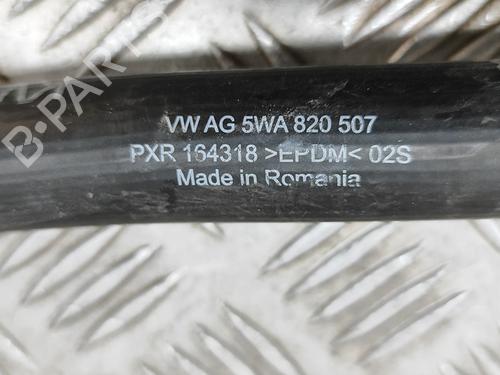 B-PARTS
VW AG 5WA 820 507
PXR 164318 >EPDM< 02S
Made in Romania